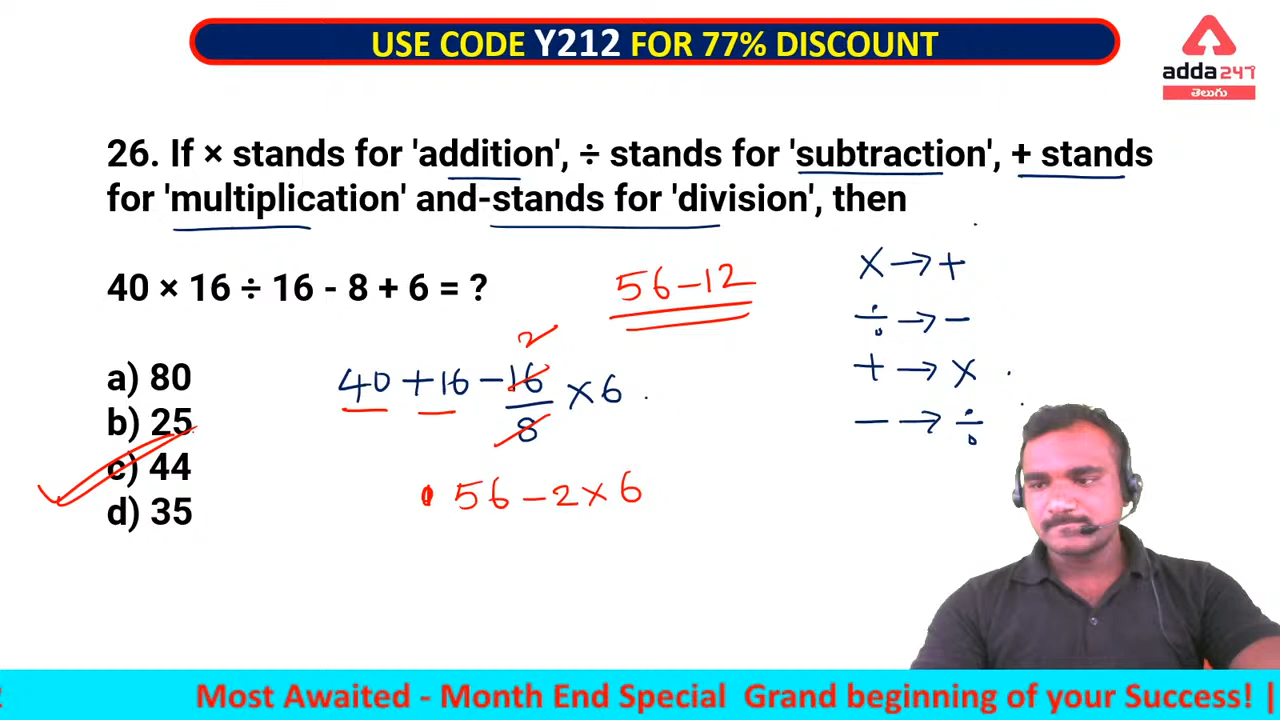 USE CODE Y212 FOR 77% DISCOUNT
adda247
తెలుగు
26. If × stands for 'addition', ÷ stands for 'subtraction', + stands
for 'multiplication' and-stands for 'division', then
40 × 16 ÷ 16 - 8 + 6 = ?
56-12
× → +
÷ → -
+ → ×
- → ÷
2
40 + 16 - 16/8 × 6
56 - 2 × 6
a) 80
b) 25
c) 44
d) 35
Most Awaited - Month End Special Grand beginning of your Success! |